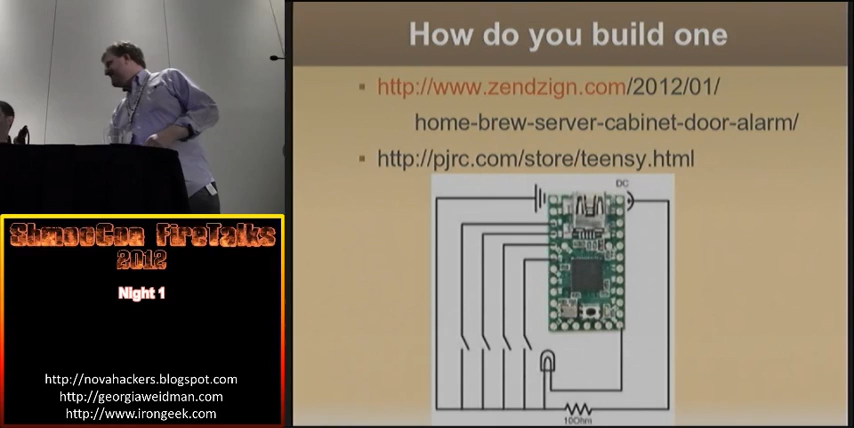 How do you build one
http://www.zendzign.com/2012/01/
home-brew-server-cabinet-door-alarm/
http://pjrc.com/store/teensy.html
DC
10Ohm
ShmooCon FireTalks
2012
Night 1
http://novahackers.blogspot.com
http://georgiaweidman.com
http://www.irongeek.com